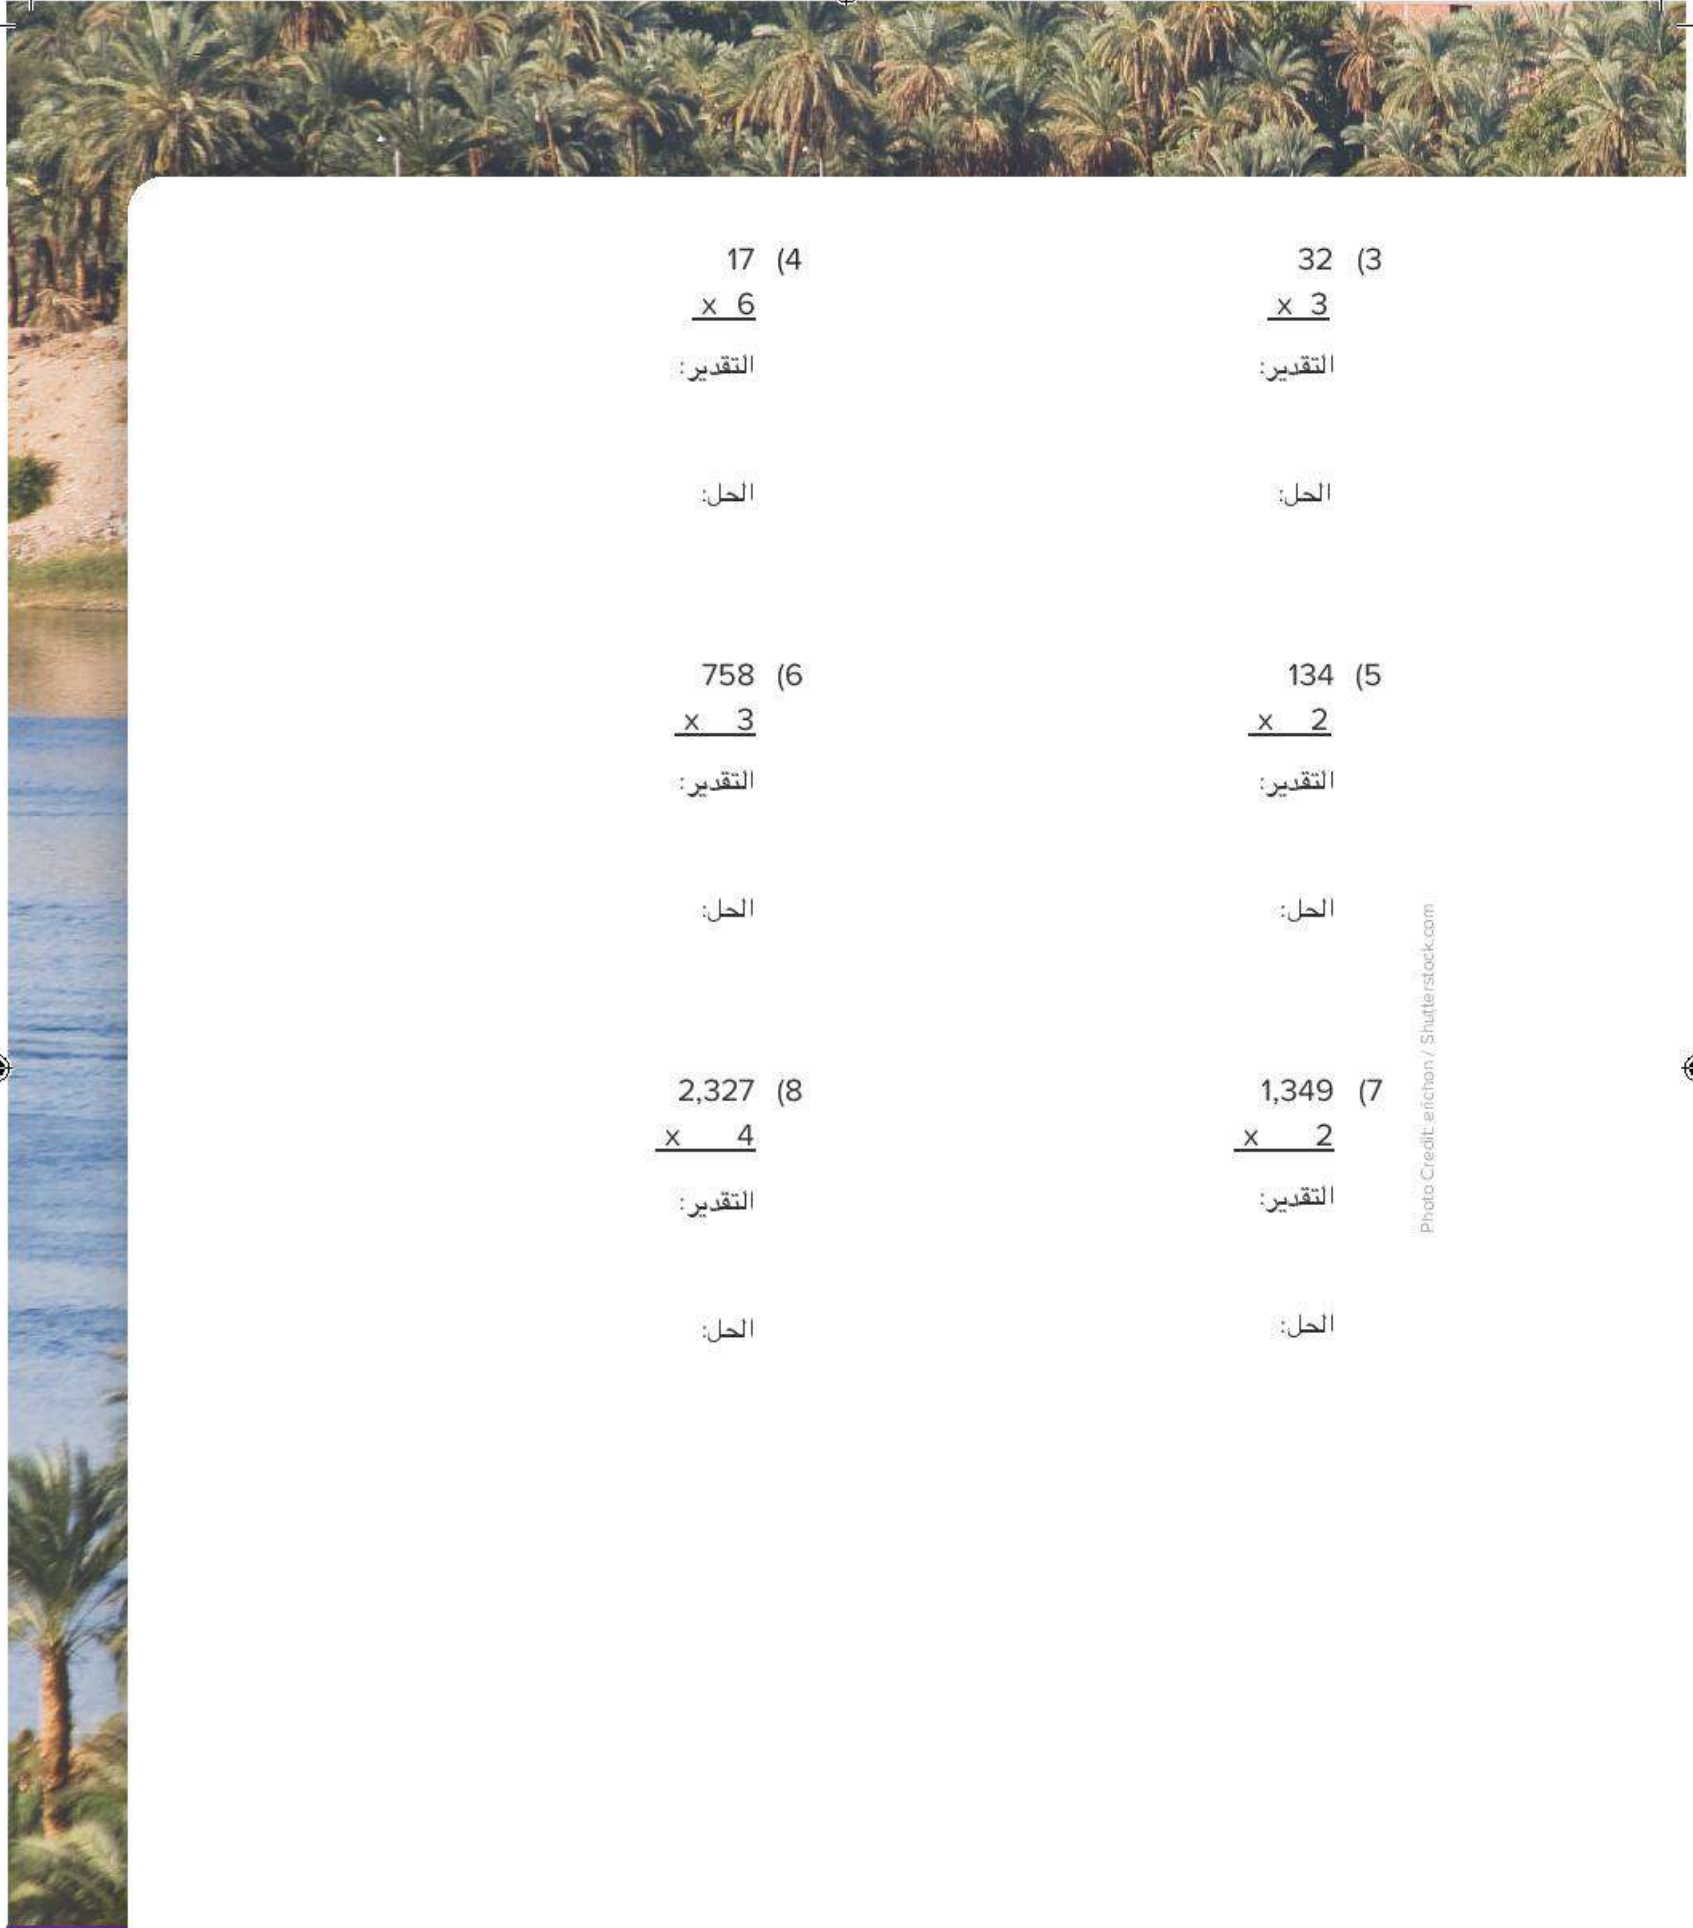 32 (3
x 3
التقدير:
الحل:
17 (4
x 6
التقدير:
الحل:
134 (5
x 2
التقدير:
الحل:
758 (6
x 3
التقدير:
الحل:
1,349 (7
x 2
التقدير:
الحل:
2,327 (8
x 4
التقدير:
الحل:
Photo Credit: erichon / Shutterstock.com